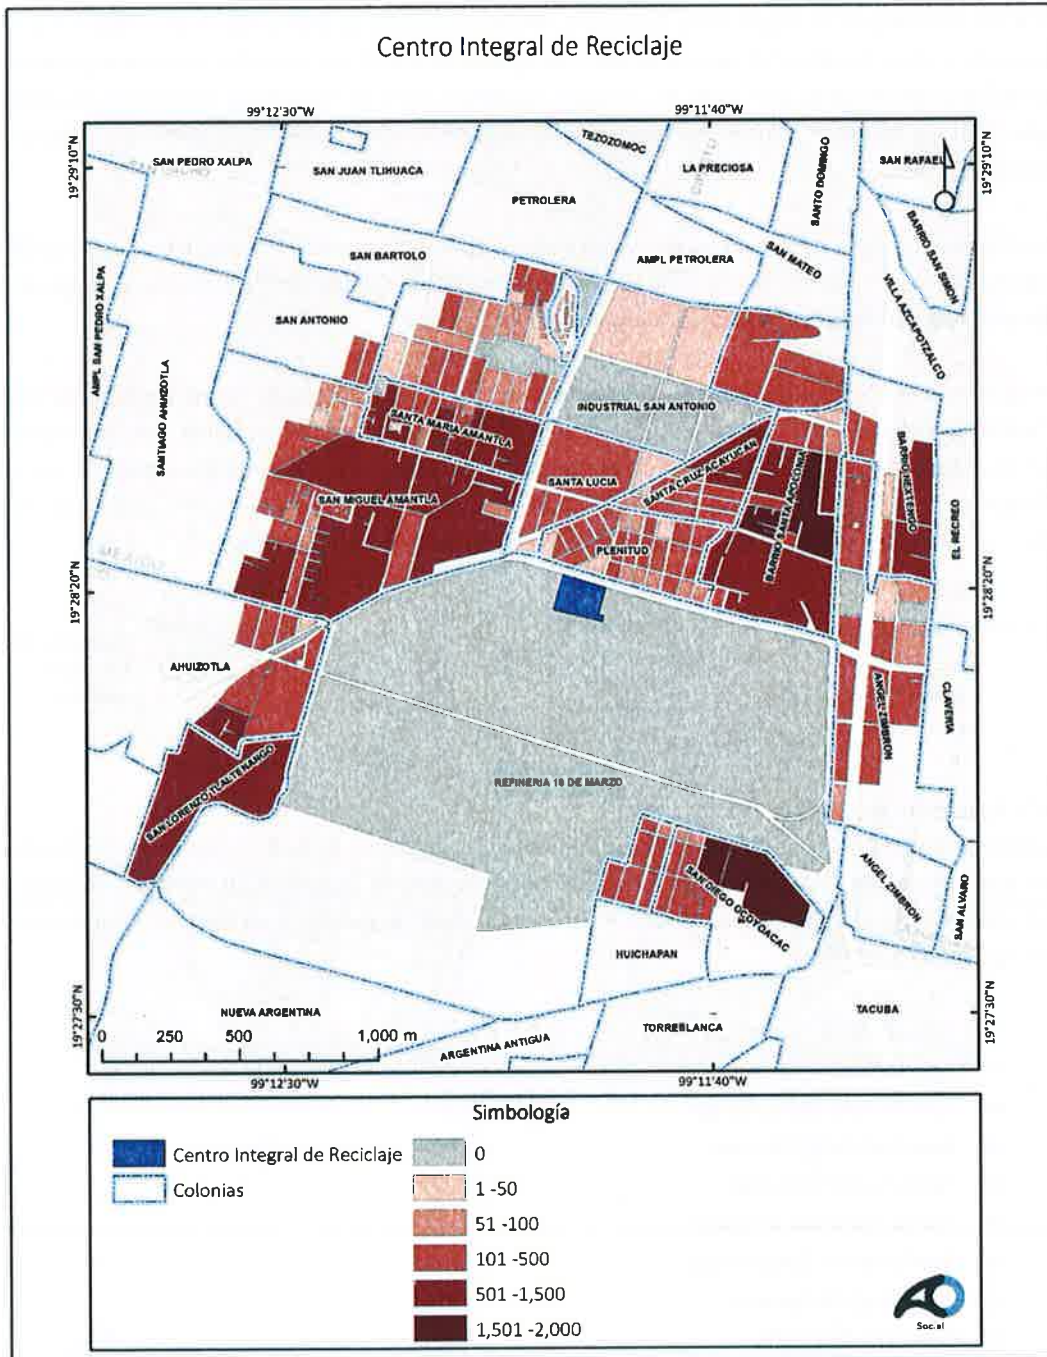 Centro Integral de Reciclaje
99°12'30"W
99°11'40"W
19°29'10"N
19°29'10"N
SAN PEDRO XALPA
SAN JUAN TLIHUACA
TEZOZOMOC
LA PRECIOSA
SANTO DOMINGO
SAN RAFAEL
PETROLERA
BARRIO SAN SIMON
SAN BARTOLO
AMPL PETROLERA
SAN MATEO
VILLA AZCAPOTZALCO
AMPL SAN PEDRO XALPA
SAN ANTONIO
SANTIAGO AHUIZOTLA
INDUSTRIAL SAN ANTONIO
SANTA MARIA AMANTLA
SANTA CRUZ ACAYUCAN
BARRIO SANTA APOLONIA
BARRIO NEXTENGO
SAN MIGUEL AMANTLA
SANTA LUCIA
PLENITUD
EL RECREO
19°28'20"N
19°28'20"N
AHUIZOTLA
ANGEL ZIMBRON
CLAVERIA
SAN LORENZO TLALTENANGO
REFINERIA 18 DE MARZO
SAN DIEGO OCOYOACAC
ANGEL ZIMBRON
SAN ALVARO
HUICHAPAN
NUEVA ARGENTINA
TORREBLANCA
TACUBA
ARGENTINA ANTIGUA
19°27'30"N
19°27'30"N
0 250 500 1,000 m
99°12'30"W
99°11'40"W
Simbología
Centro Integral de Reciclaje
Colonias
0
1 -50
51 -100
101 -500
501 -1,500
1,501 -2,000
Soc.al